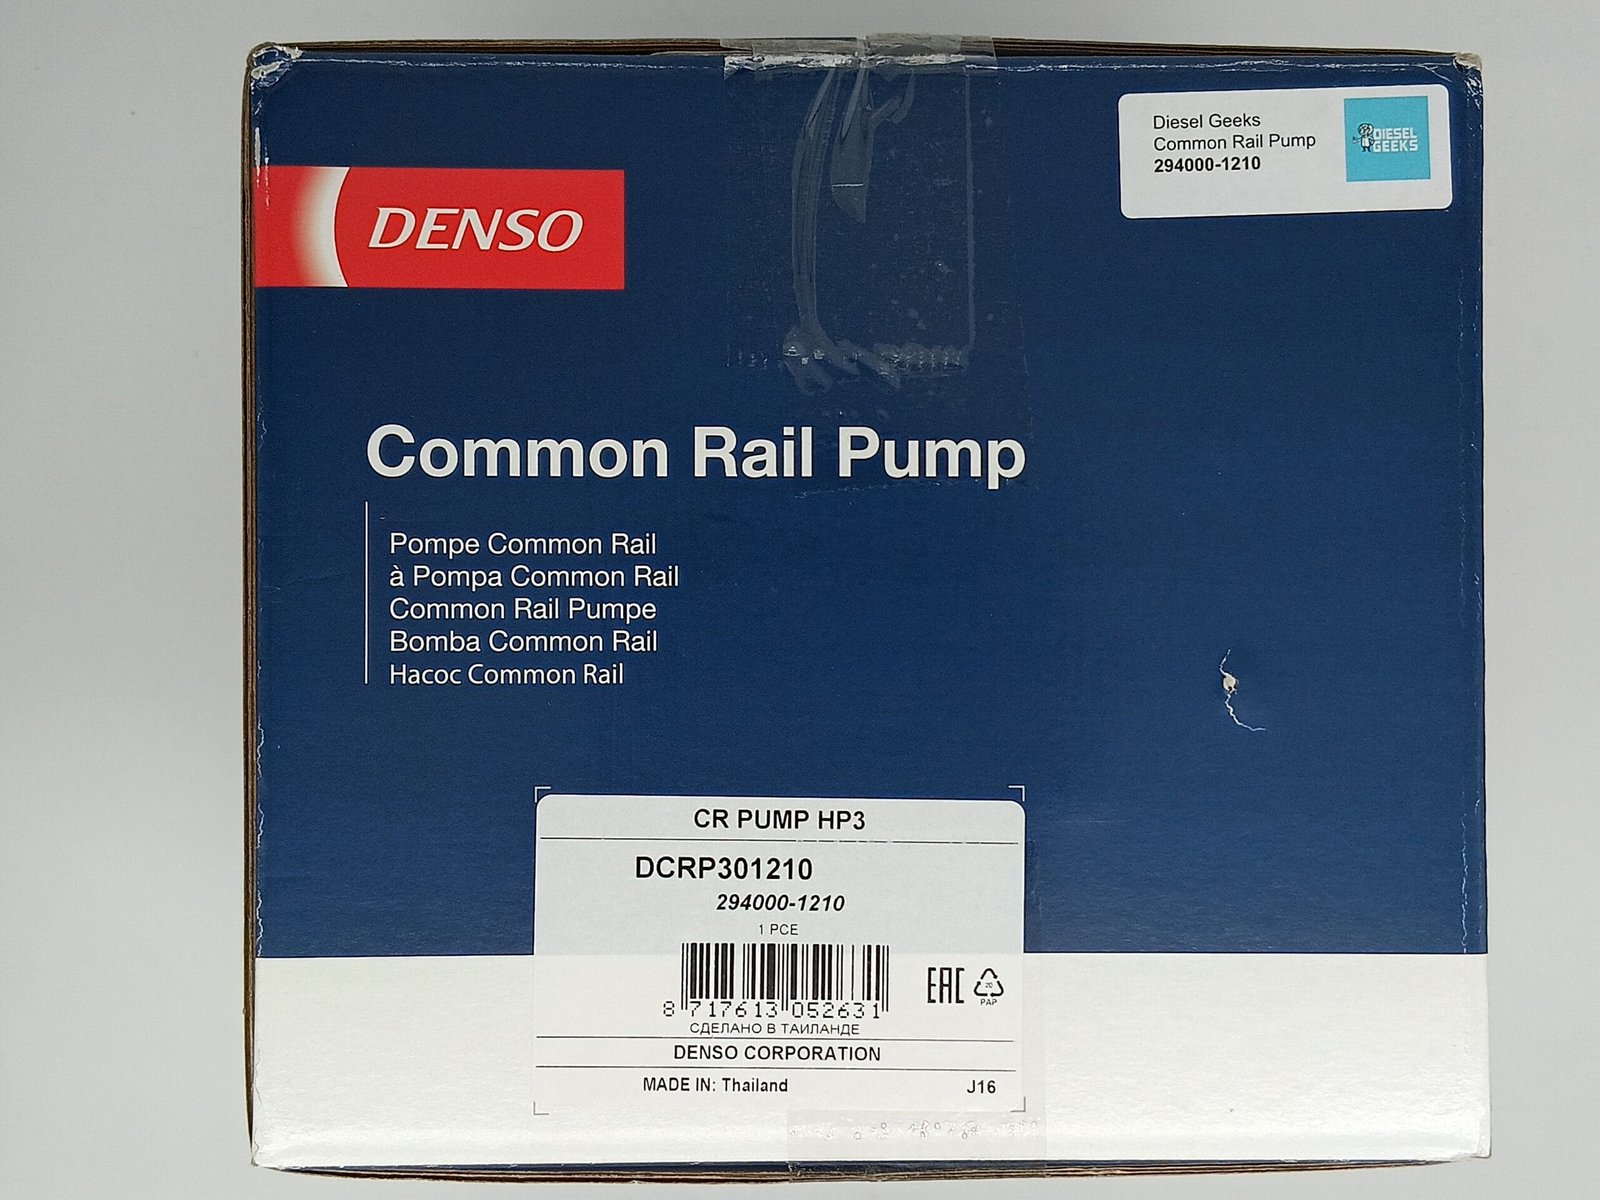 Diesel Geeks
Common Rail Pump
294000-1210
DIESEL
GEEKS
DENSO
Common Rail Pump
Pompe Common Rail
à Pompa Common Rail
Common Rail Pumpe
Bomba Common Rail
Насос Common Rail
CR PUMP HP3
DCRP301210
294000-1210
1 PCE
8 717613 052631
EAC
20
PAP
СДЕЛАНО В ТАИЛАНДЕ
DENSO CORPORATION
MADE IN: Thailand
J16